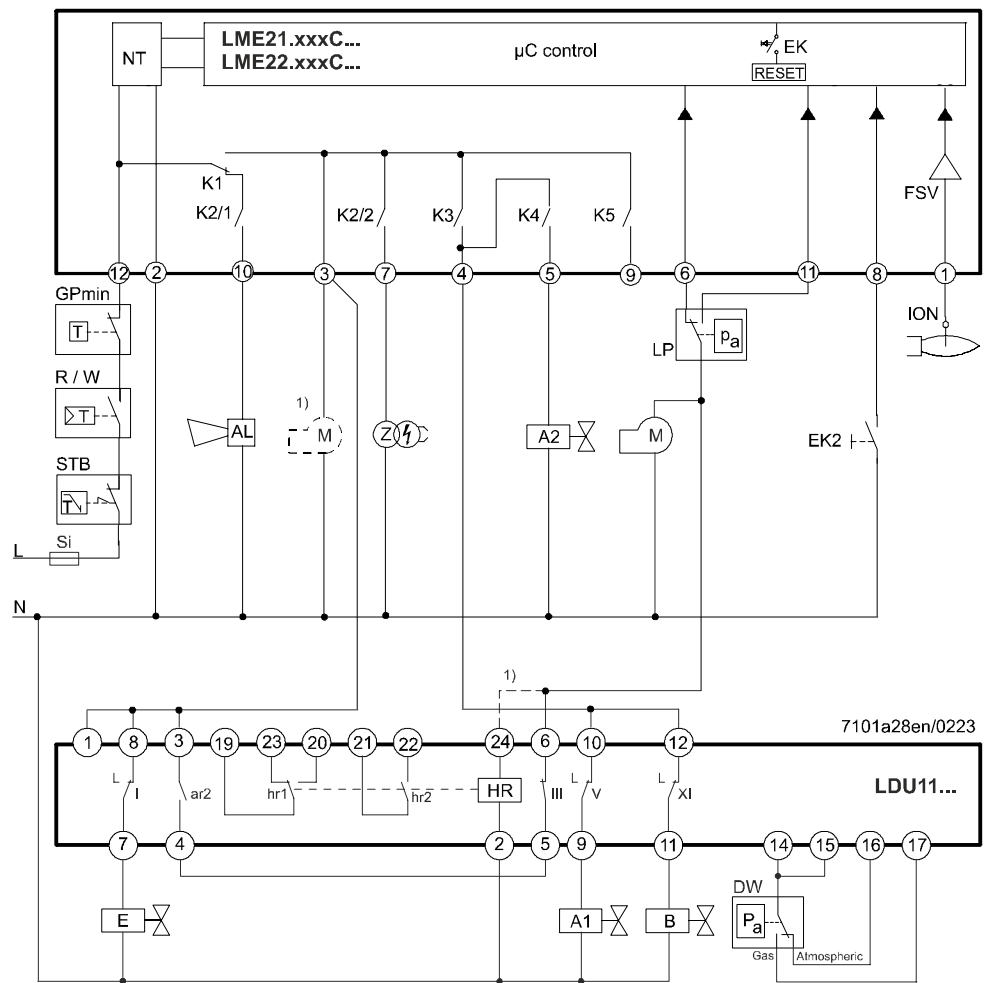 LME21.xxxC...
LME22.xxxC...
NT
µC control
EK
RESET
FSV
K1
K2/1
K2/2
K3
K4
K5
12
2
10
3
7
4
5
9
6
11
8
1
GPmin
T
R / W
T
STB
T
Si
L
N
AL
1)
M
Z
A2
M
LP
pa
EK2
ION
1)
7101a28en/0223
1
8
3
19
23
20
21
22
24
6
10
12
L
I
ar2
hr1
hr2
HR
III
L
V
L
XI
LDU11...
7
4
2
5
9
11
14
15
16
17
E
A1
B
DW
Pa
Gas
Atmospheric